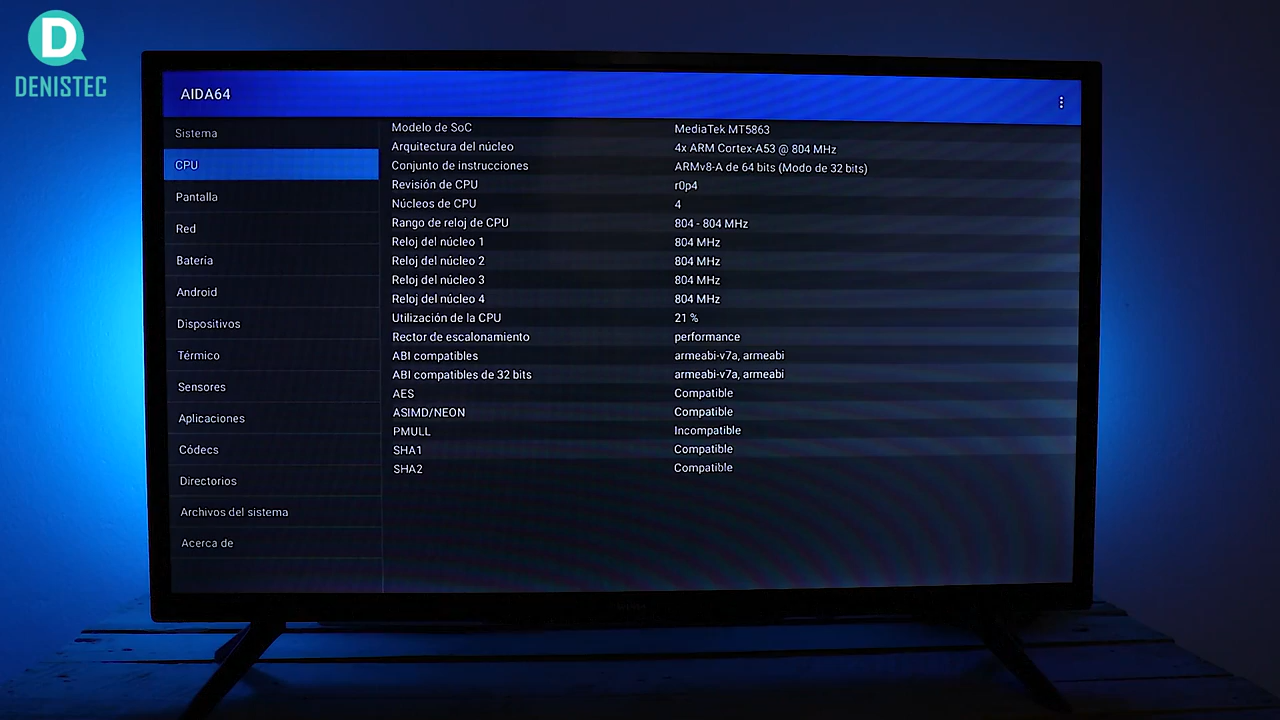 D
DENISTEC
AIDA64
Sistema
CPU
Pantalla
Red
Bateria
Android
Dispositivos
Térmico
Sensores
Aplicaciones
Códecs
Directorios
Archivos del sistema
Acerca de
Modelo de SoC MediaTek MT5863
Arquitectura del núcleo 4x ARM Cortex-A53 @ 804 MHz
Conjunto de instrucciones ARMv8-A de 64 bits (Modo de 32 bits)
Revisión de CPU r0p4
Núcleos de CPU 4
Rango de reloj de CPU 804 - 804 MHz
Reloj del núcleo 1 804 MHz
Reloj del núcleo 2 804 MHz
Reloj del núcleo 3 804 MHz
Reloj del núcleo 4 804 MHz
Utilización de la CPU 21 %
Rector de escalonamiento performance
ABI compatibles armeabi-v7a, armeabi
ABI compatibles de 32 bits armeabi-v7a, armeabi
AES Compatible
ASIMD/NEON Compatible
PMULL Incompatible
SHA1 Compatible
SHA2 Compatible